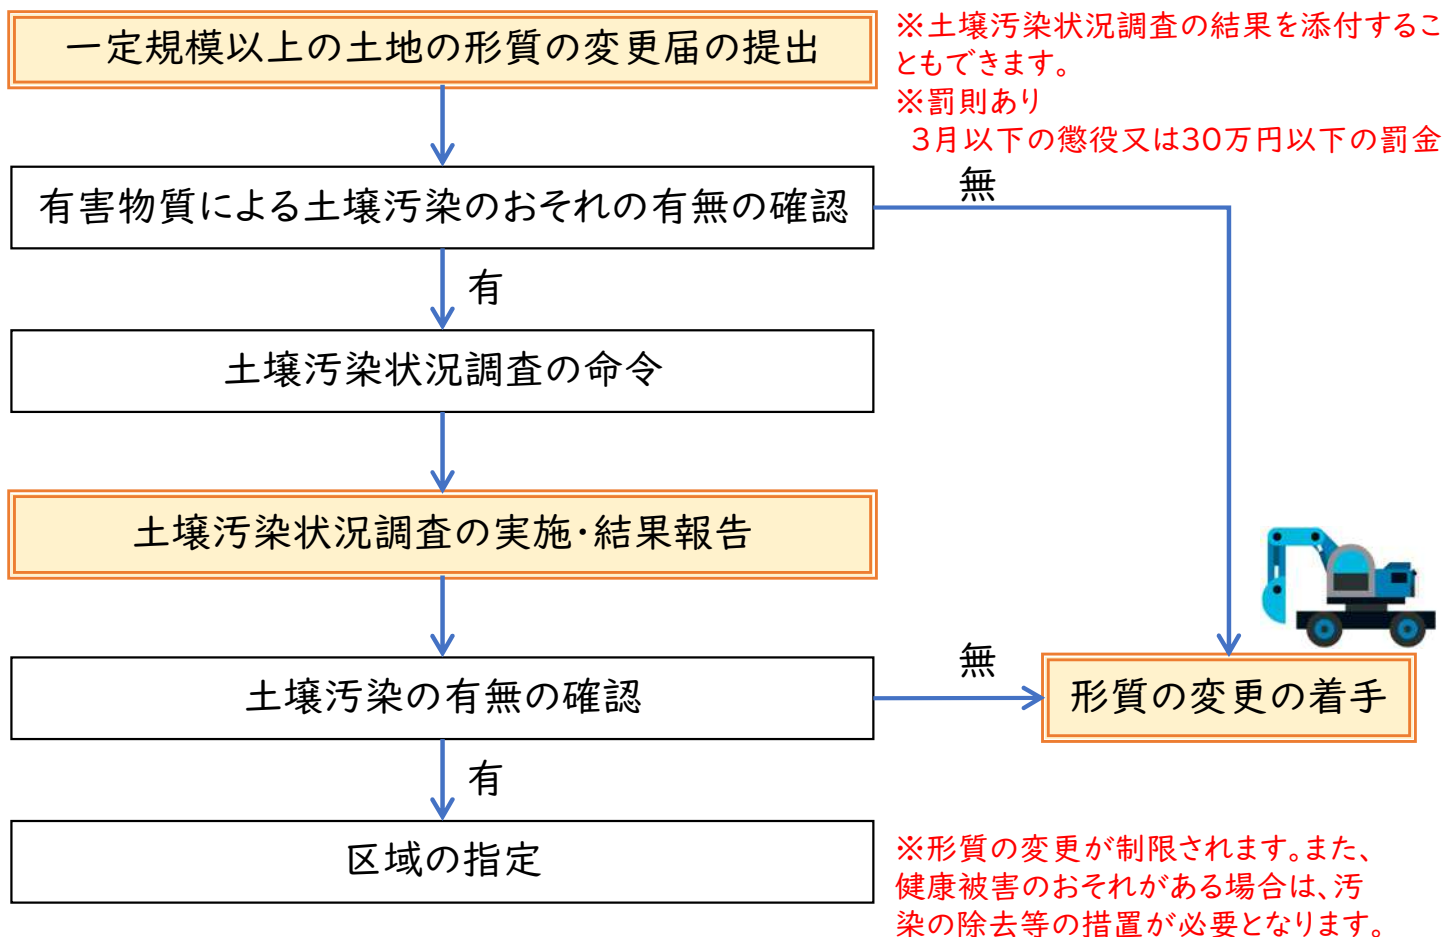 一定規模以上の土地の形質の変更届の提出
※土壌汚染状況調査の結果を添付するこ
ともできます。
※罰則あり
3月以下の懲役又は30万円以下の罰金
有害物質による土壌汚染のおそれの有無の確認
無
有
土壌汚染状況調査の命令
土壌汚染状況調査の実施・結果報告
土壌汚染の有無の確認
無
形質の変更の着手
有
区域の指定
※形質の変更が制限されます。また、
健康被害のおそれがある場合は、汚
染の除去等の措置が必要となります。